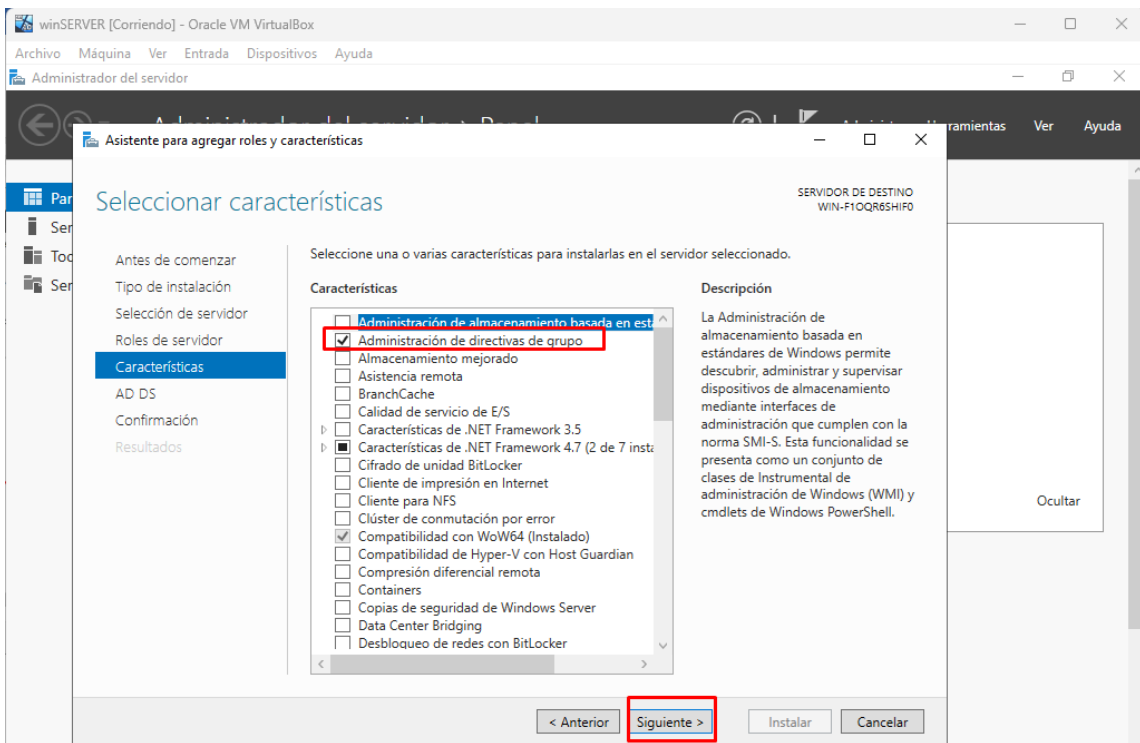 winSERVER [Corriendo] - Oracle VM VirtualBox
Archivo Máquina Ver Entrada Dispositivos Ayuda
Administrador del servidor
ramientas Ver Ayuda
Asistente para agregar roles y características
Seleccionar características
SERVIDOR DE DESTINO
WIN-F1OQR6SHIF0
Par
Ser
Toc
Ser
Antes de comenzar
Tipo de instalación
Selección de servidor
Roles de servidor
Características
AD DS
Confirmación
Resultados
Seleccione una o varias características para instalarlas en el servidor seleccionado.
Características
Administración de almacenamiento basada en está
Administración de directivas de grupo
Almacenamiento mejorado
Asistencia remota
BranchCache
Calidad de servicio de E/S
Características de .NET Framework 3.5
Características de .NET Framework 4.7 (2 de 7 insta
Cifrado de unidad BitLocker
Cliente de impresión en Internet
Cliente para NFS
Clúster de conmutación por error
Compatibilidad con WoW64 (Instalado)
Compatibilidad de Hyper-V con Host Guardian
Compresión diferencial remota
Containers
Copias de seguridad de Windows Server
Data Center Bridging
Desbloqueo de redes con BitLocker
Descripción
La Administración de
almacenamiento basada en
estándares de Windows permite
descubrir, administrar y supervisar
dispositivos de almacenamiento
mediante interfaces de
administración que cumplen con la
norma SMI-S. Esta funcionalidad se
presenta como un conjunto de
clases de Instrumental de
administración de Windows (WMI) y
cmdlets de Windows PowerShell.
Ocultar
< Anterior Siguiente > Instalar Cancelar